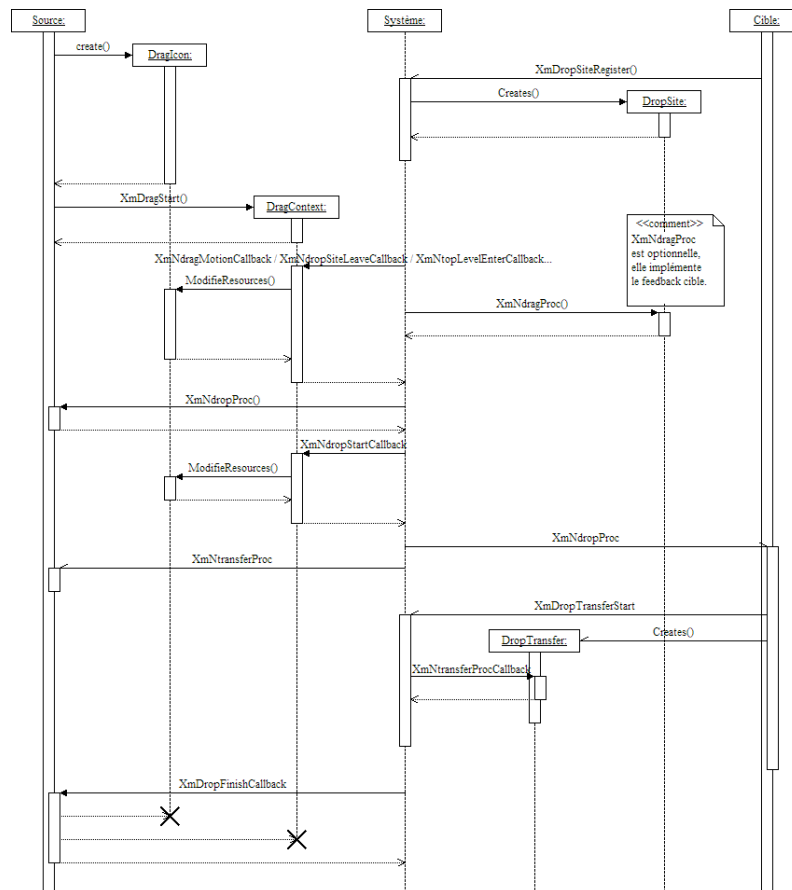 Source:
Système:
Cible:
create()
DragIcon:
XmDropSiteRegister()
Creates()
DropSite:
XmDragStart()
DragContext:
<<comment>>
XmNdragProc
est optionnelle,
elle implémente
le feedback cible.
XmNdragMotionCallback / XmNdropSiteLeaveCallback / XmNtopLevelEnterCallback...
ModifieResources()
XmNdragProc()
XmNdropProc()
XmNdropStartCallback
ModifieResources()
XmNdropProc
XmNtransferProc
XmDropTransferStart
DropTransfer:
Creates()
XmNtransferProcCallback
XmDropFinishCallback